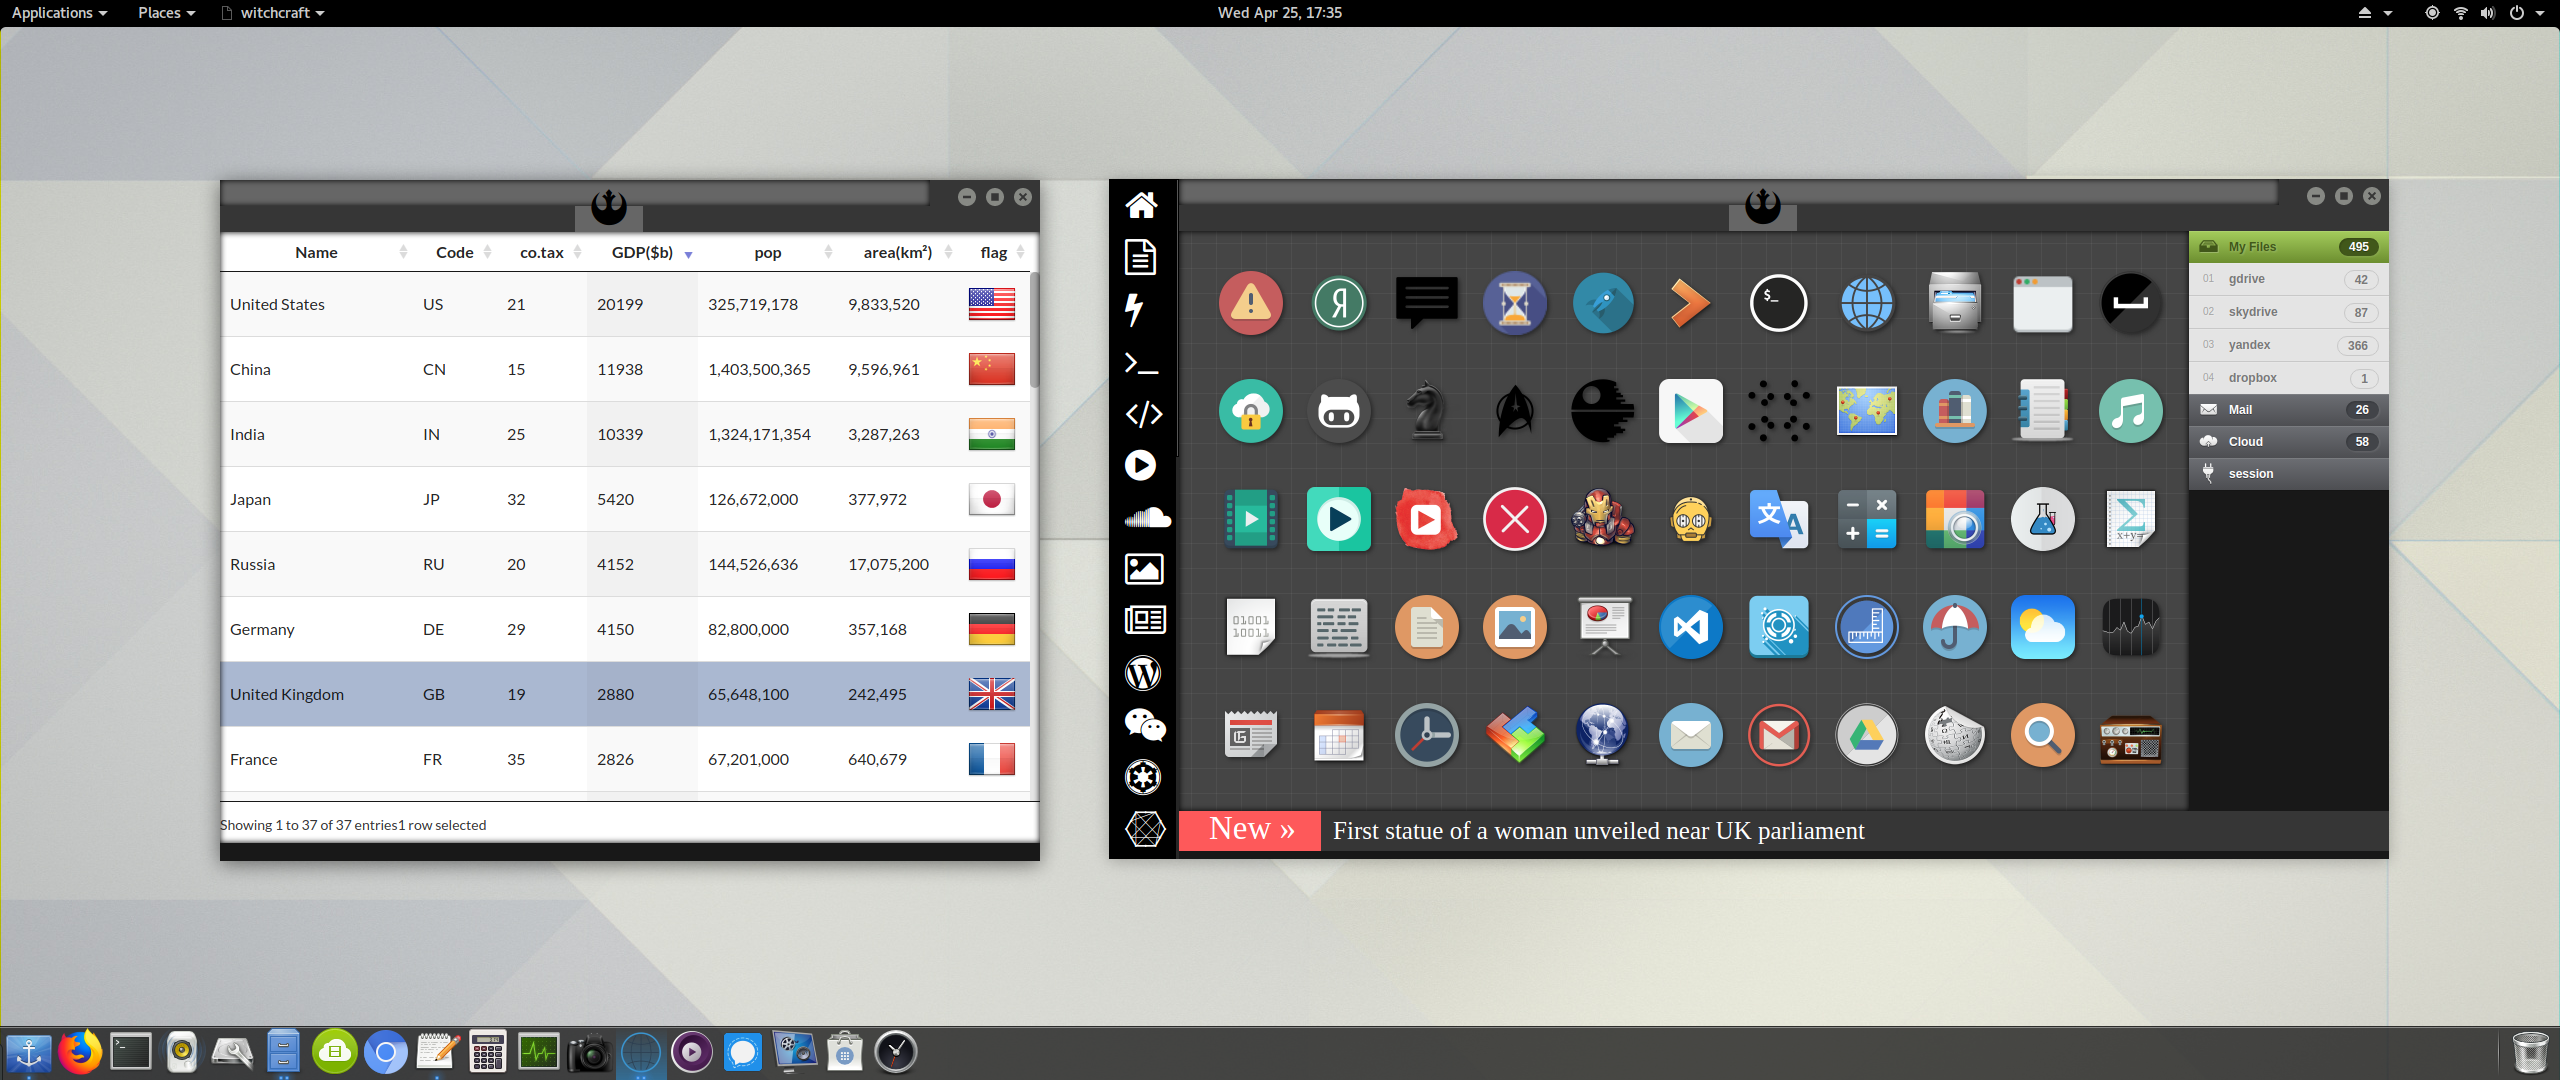 Applications Places witchcraft Wed Apr 25, 17:35
Name Code co.tax GDP($b) pop area(km²) flag
United States US 21 20199 325,719,178 9,833,520
China CN 15 11938 1,403,500,365 9,596,961
India IN 25 10339 1,324,171,354 3,287,263
Japan JP 32 5420 126,672,000 377,972
Russia RU 20 4152 144,526,636 17,075,200
Germany DE 29 4150 82,800,000 357,168
United Kingdom GB 19 2880 65,648,100 242,495
France FR 35 2826 67,201,000 640,679
Showing 1 to 37 of 37 entries1 row selected
Я
$_
文 A
x+y=
01001
10011
G
My Files 495
01 gdrive 42
02 skydrive 87
03 yandex 366
04 dropbox 1
Mail 26
Cloud 58
session
New » First statue of a woman unveiled near UK parliament